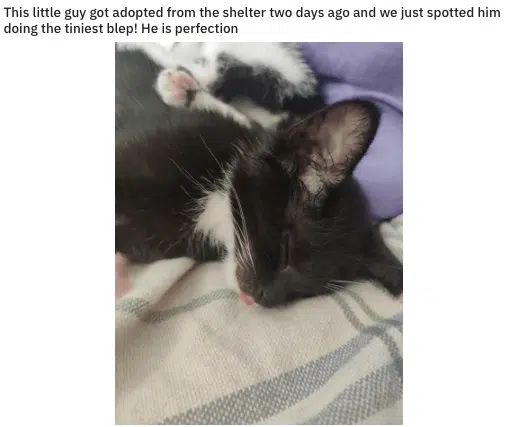 This little guy got adopted from the shelter two days ago and we just spotted him
doing the tiniest blep! He is perfection